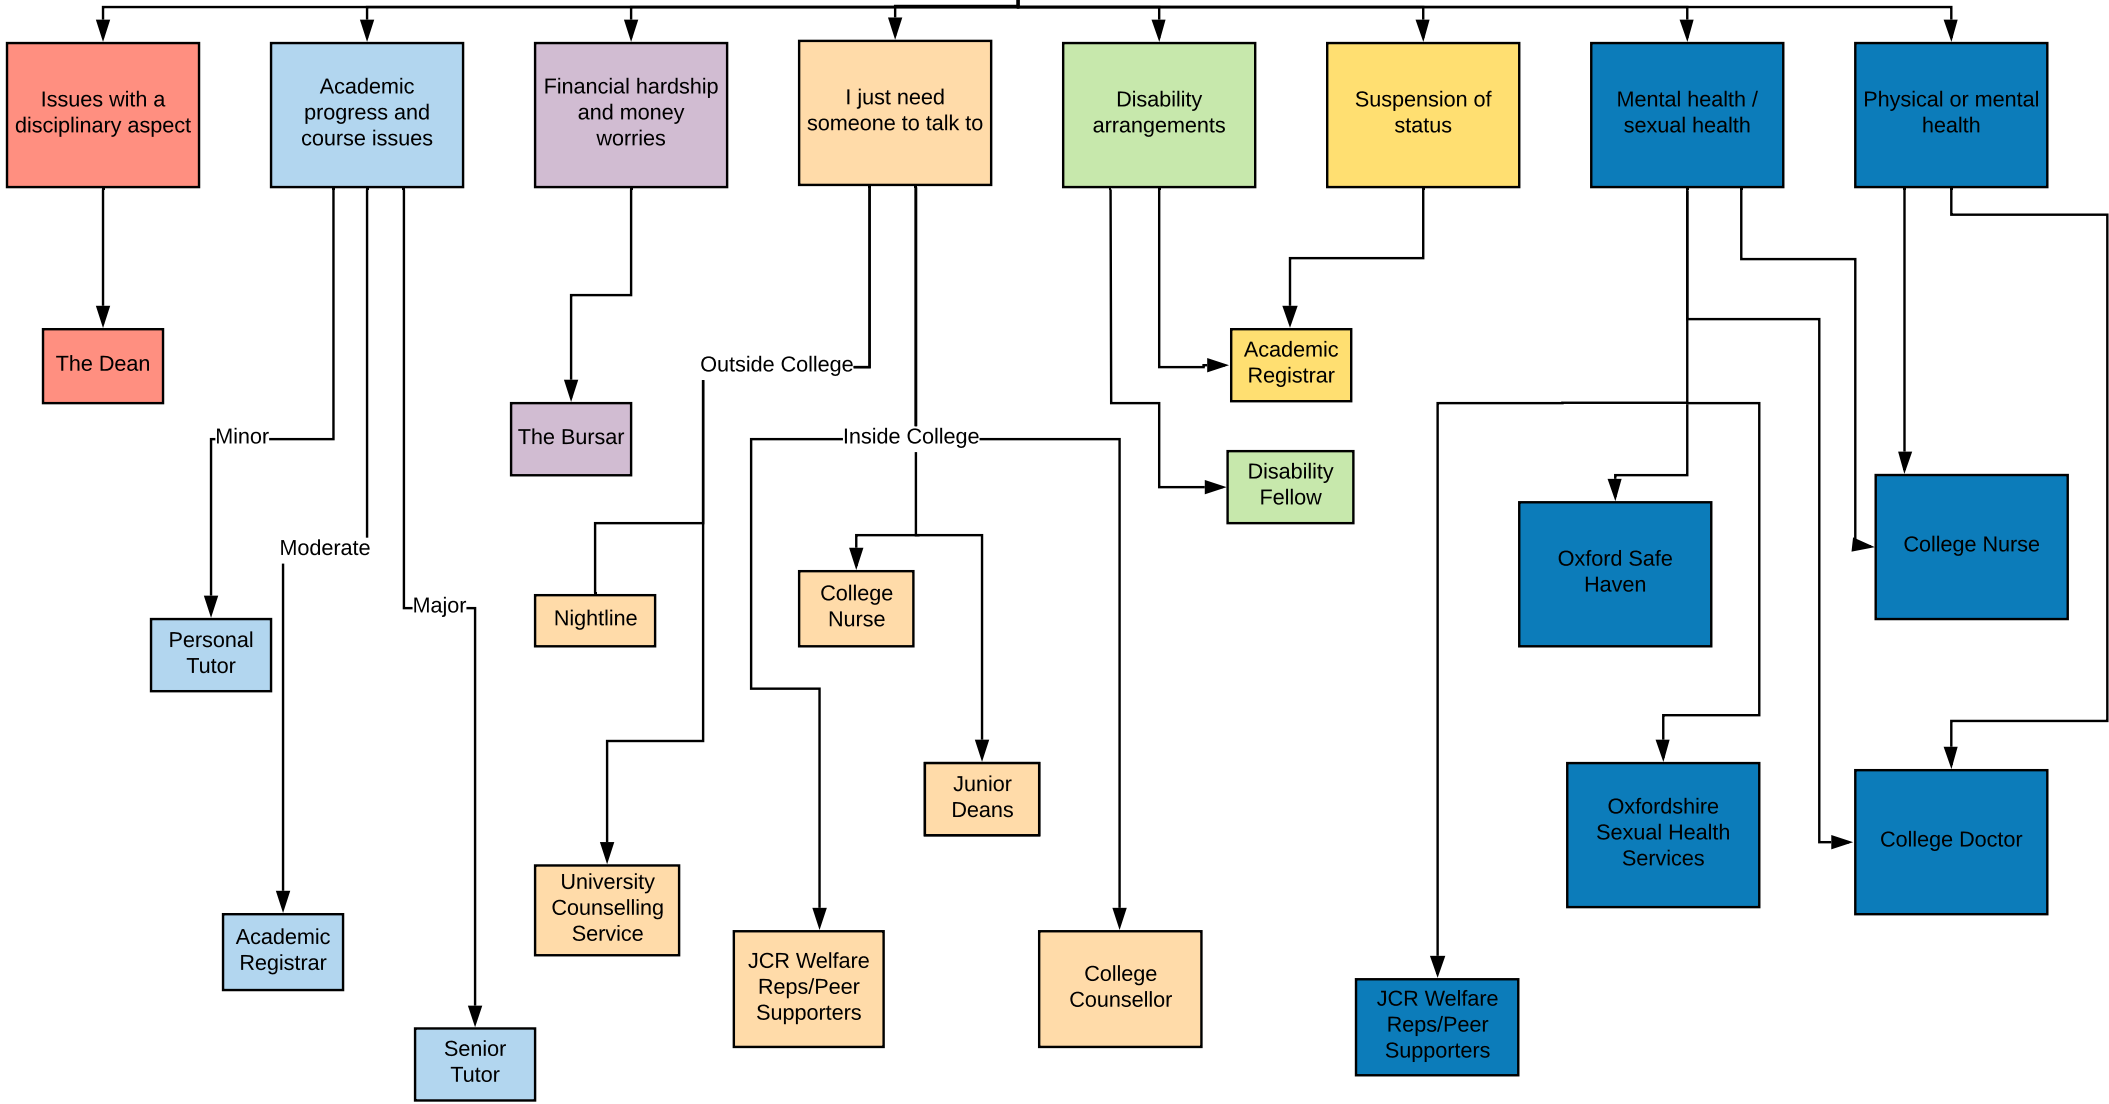 Issues with a
disciplinary aspect
Academic
progress and
course issues
Financial hardship
and money
worries
I just need
someone to talk to
Disability
arrangements
Suspension of
status
Mental health /
sexual health
Physical or mental
health
The Dean
Outside College
Academic
Registrar
Minor
The Bursar
Inside College
Disability
Fellow
Moderate
Oxford Safe
Haven
College Nurse
Major
Nightline
College
Nurse
Personal
Tutor
Junior
Deans
Oxfordshire
Sexual Health
Services
College Doctor
University
Counselling
Service
Academic
Registrar
JCR Welfare
Reps/Peer
Supporters
College
Counsellor
JCR Welfare
Reps/Peer
Supporters
Senior
Tutor